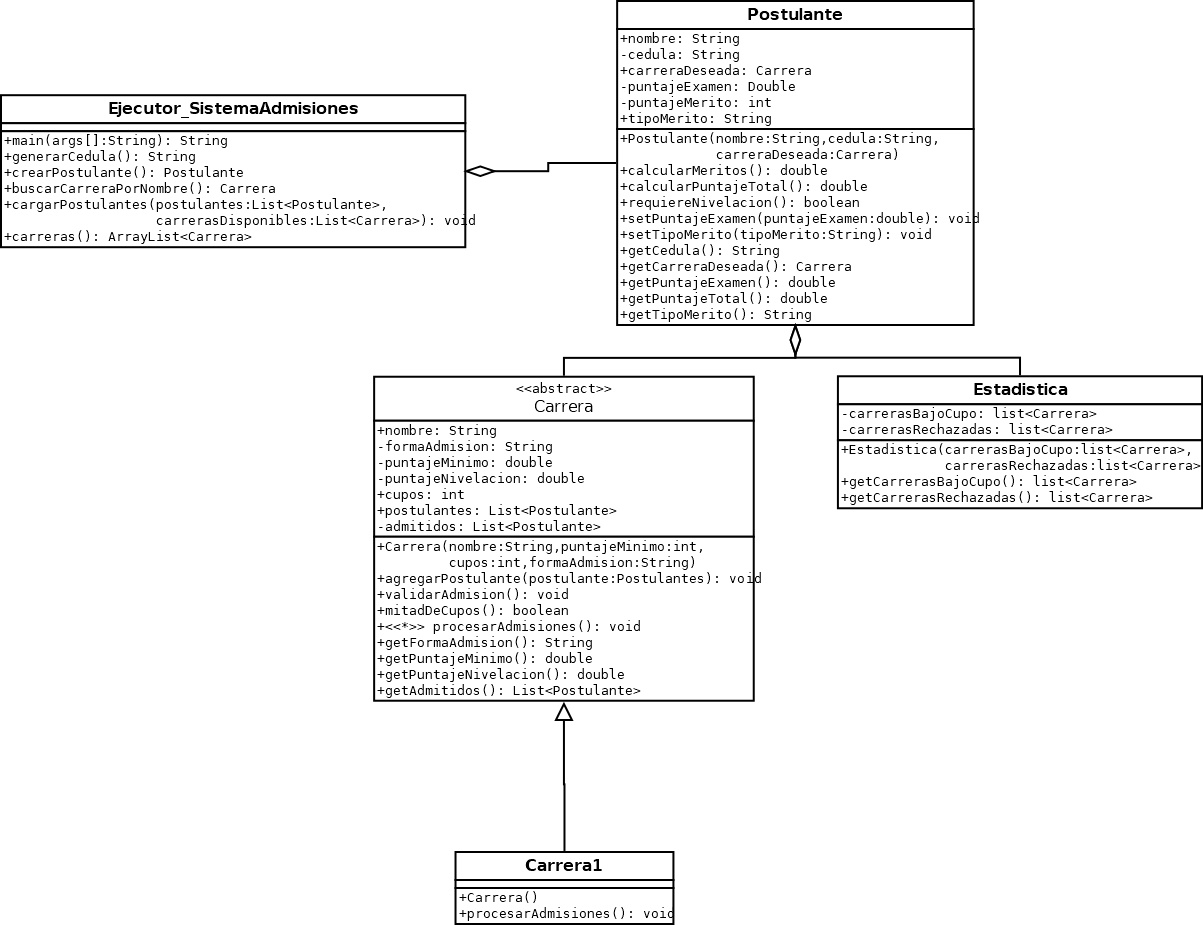 Postulante
+nombre: String
-cedula: String
+carreraDeseada: Carrera
-puntajeExamen: Double
-puntajeMerito: int
+tipoMerito: String
+Postulante(nombre:String,cedula:String,
carreraDeseada:Carrera)
+calcularMeritos(): double
+calcularPuntajeTotal(): double
+requiereNivelacion(): boolean
+setPuntajeExamen(puntajeExamen:double): void
+setTipoMerito(tipoMerito:String): void
+getCedula(): String
+getCarreraDeseada(): Carrera
+getPuntajeExamen(): double
+getPuntajeTotal(): double
+getTipoMerito(): String
Ejecutor_SistemaAdmisiones
+main(args[]:String): String
+generarCedula(): String
+crearPostulante(): Postulante
+buscarCarreraPorNombre(): Carrera
+cargarPostulantes(postulantes:List<Postulante>,
carrerasDisponibles:List<Carrera>): void
+carreras(): ArrayList<Carrera>
<<abstract>>
Carrera
+nombre: String
-formaAdmision: String
-puntajeMinimo: double
-puntajeNivelacion: double
+cupos: int
+postulantes: List<Postulante>
-admitidos: List<Postulante>
+Carrera(nombre:String,puntajeMinimo:int,
cupos:int,formaAdmision:String)
+agregarPostulante(postulante:Postulantes): void
+validarAdmision(): void
+mitadDeCupos(): boolean
+<<*>> procesarAdmisiones(): void
+getFormaAdmision(): String
+getPuntajeMinimo(): double
+getPuntajeNivelacion(): double
+getAdmitidos(): List<Postulante>
Estadistica
-carrerasBajoCupo: list<Carrera>
-carrerasRechazadas: list<Carrera>
+Estadistica(carrerasBajoCupo:list<Carrera>,
carrerasRechazadas:list<Carrera>
+getCarrerasBajoCupo(): list<Carrera>
+getCarrerasRechazadas(): list<Carrera>
Carrera1
+Carrera()
+procesarAdmisiones(): void